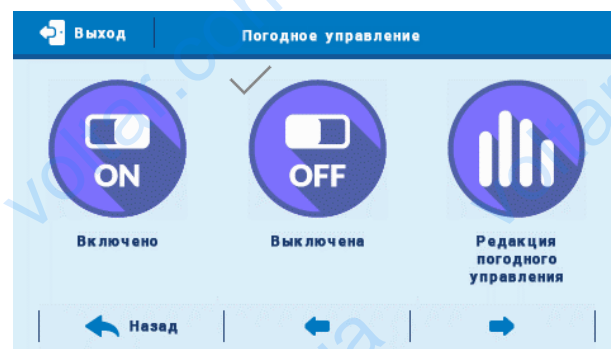 Выход
Погодное управление
ON
OFF
Включено
Выключена
Редакция
погодного
управления
Назад